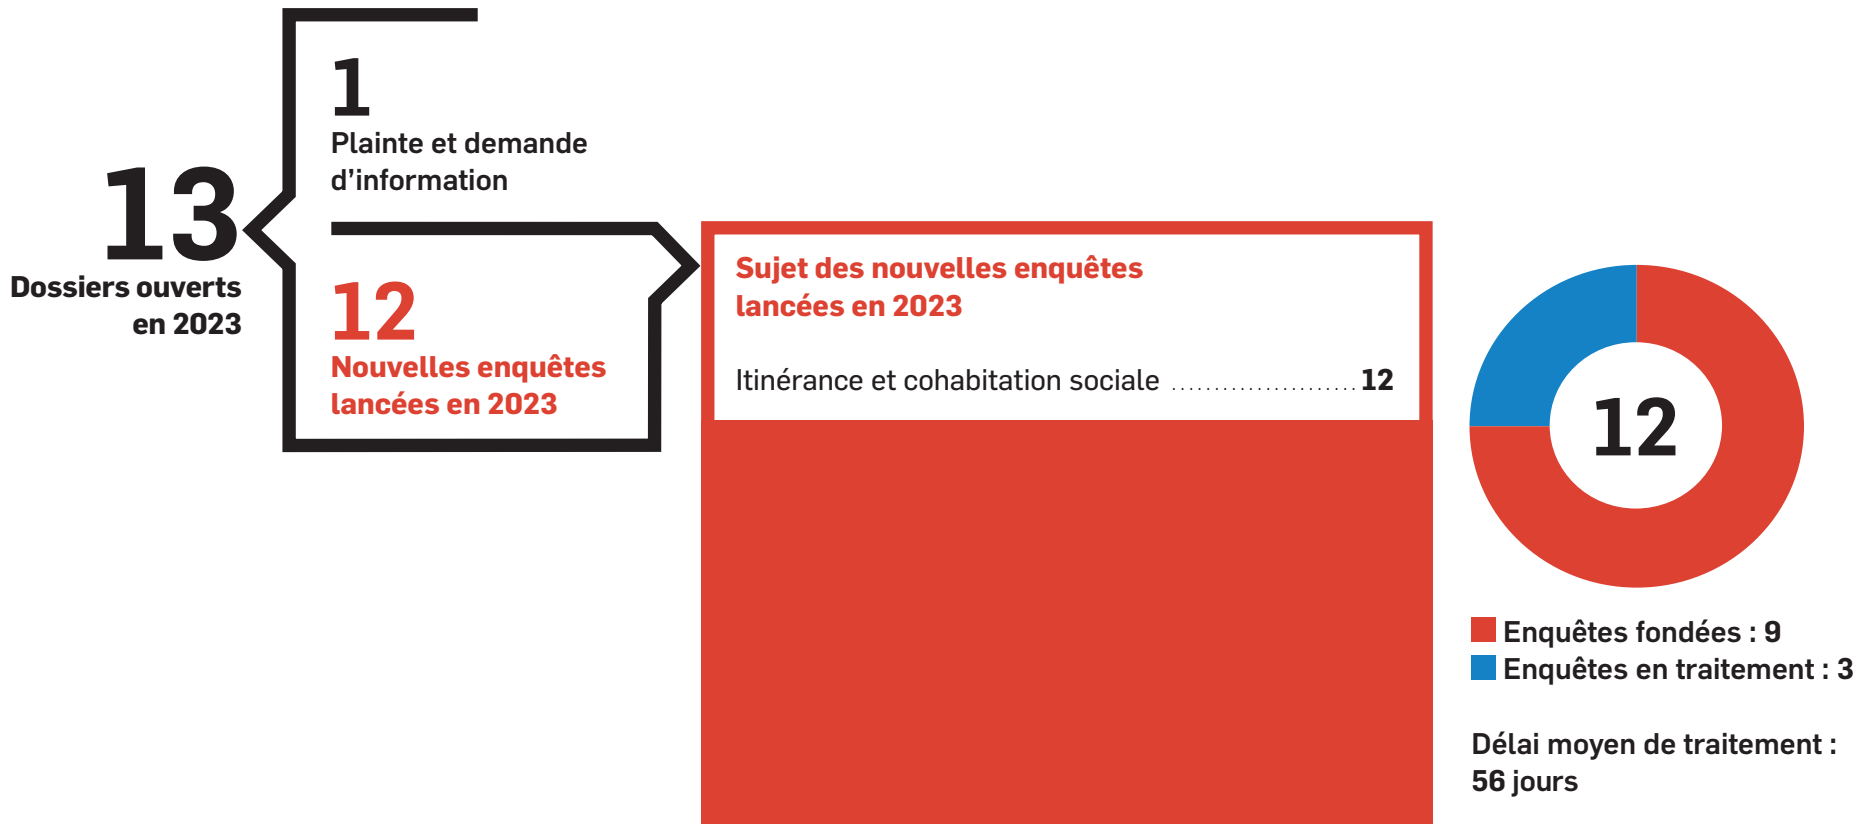 13
Dossiers ouverts
en 2023
1
Plainte et demande
d’information
12
Nouvelles enquêtes
lancées en 2023
Sujet des nouvelles enquêtes
lancées en 2023
Itinérance et cohabitation sociale ...................... 12
12
Enquêtes fondées : 9
Enquêtes en traitement : 3
Délai moyen de traitement :
56 jours